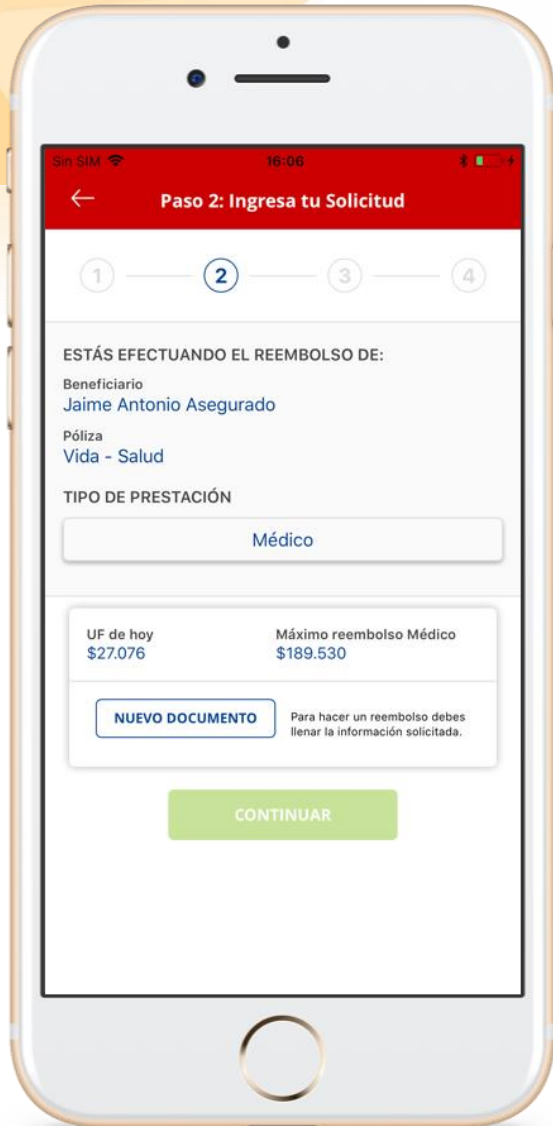 Sin SIM 16:06
Paso 2: Ingresa tu Solicitud
1 2 3 4
ESTÁS EFECTUANDO EL REEMBOLSO DE:
Beneficiario
Jaime Antonio Asegurado
Póliza
Vida - Salud
TIPO DE PRESTACIÓN
Médico
UF de hoy Máximo reembolso Médico
$27.076 $189.530
NUEVO DOCUMENTO Para hacer un reembolso debes
llenar la información solicitada.
CONTINUAR